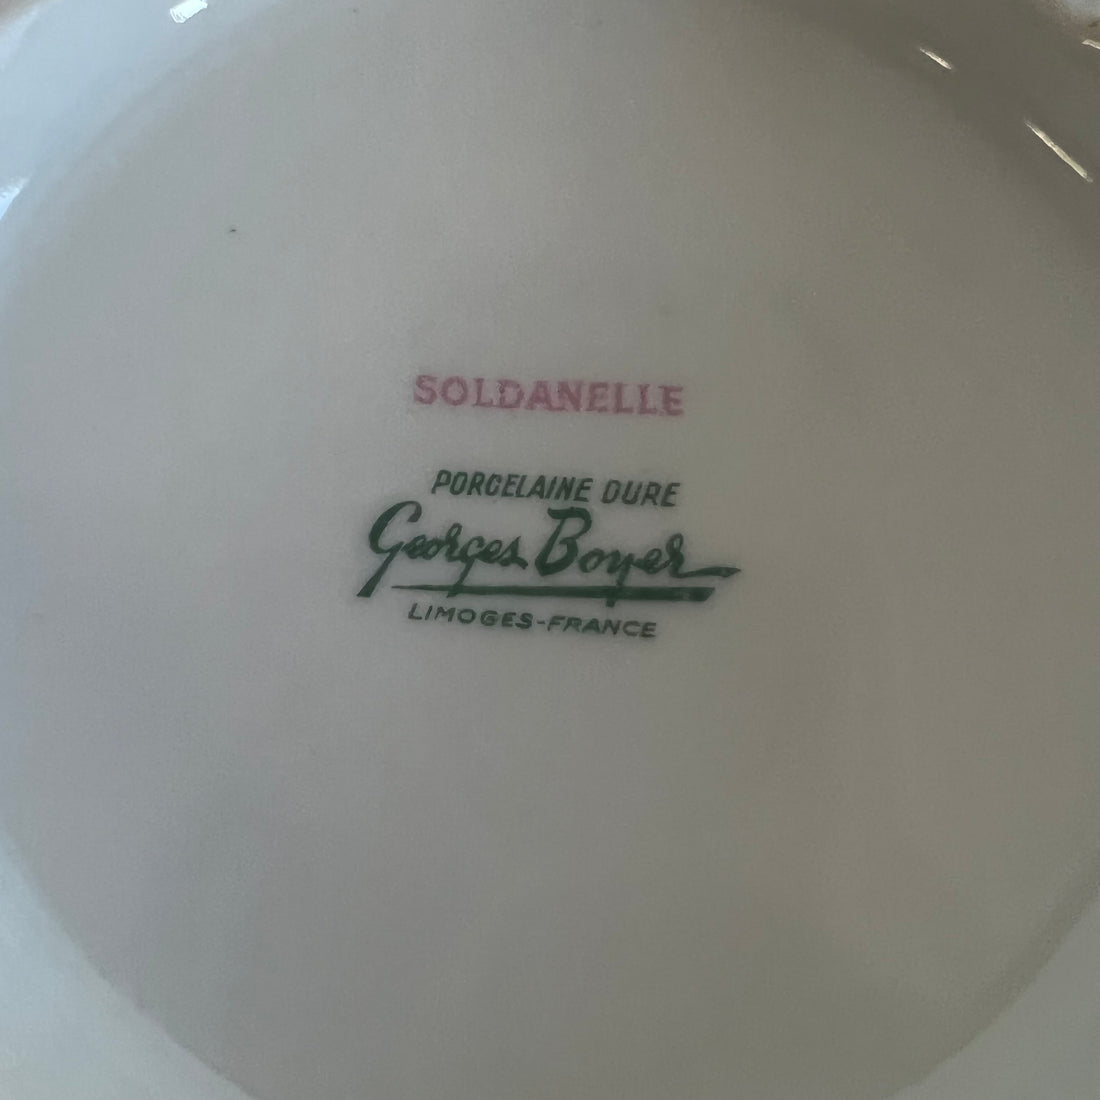 SOLDANELLE
PORCELAINE DURE
Georges Boyer
LIMOGES-FRANCE